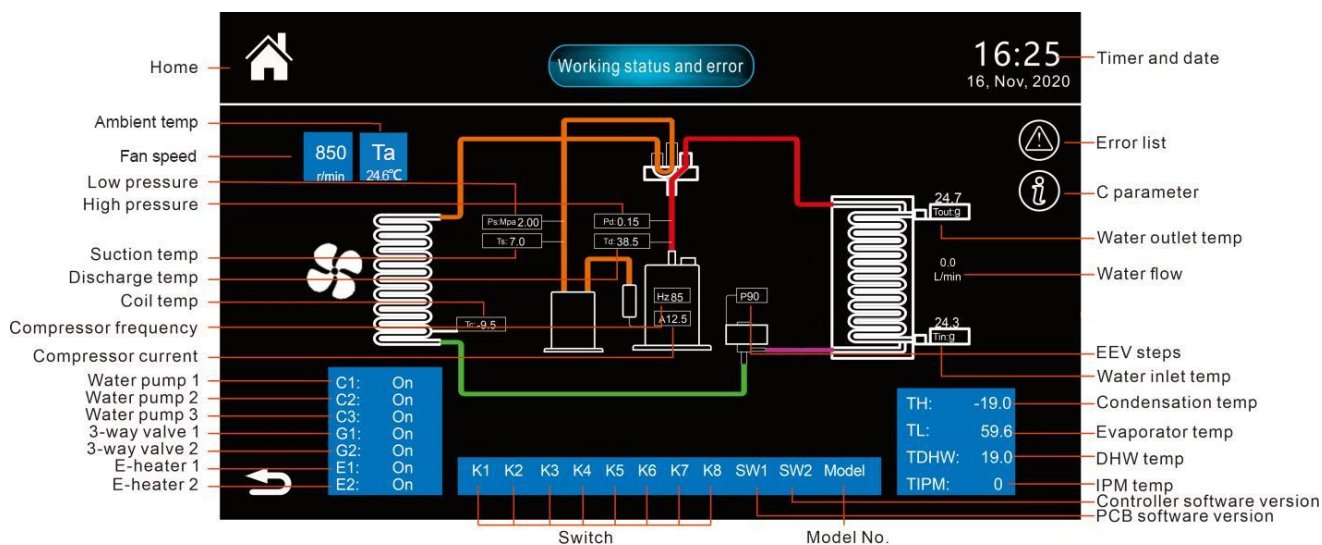 Home
Working status and error
16:25
16, Nov, 2020
Timer and date
Ambient temp
Fan speed
850
r/min
Ta
24.6℃
Low pressure
High pressure
Ps:Mpa 2.00
Pd: 0.15
Ts: 7.0
Td: 38.5
Suction temp
Discharge temp
Coil temp
Tc: -9.5
Compressor frequency
Hz 85
A12.5
P90
Compressor current
Error list
C parameter
24.7
Tout:g
Water outlet temp
0.0
L/min
Water flow
24.3
Tin:g
EEV steps
Water inlet temp
Water pump 1
Water pump 2
Water pump 3
3-way valve 1
3-way valve 2
E-heater 1
E-heater 2
C1: On
C2: On
C3: On
G1: On
G2: On
E1: On
E2: On
K1 K2 K3 K4 K5 K6 K7 K8 SW1 SW2 Model
TH: -19.0
TL: 59.6
TDHW: 19.0
TIPM: 0
Condensation temp
Evaporator temp
DHW temp
IPM temp
Controller software version
PCB software version
Switch
Model No.